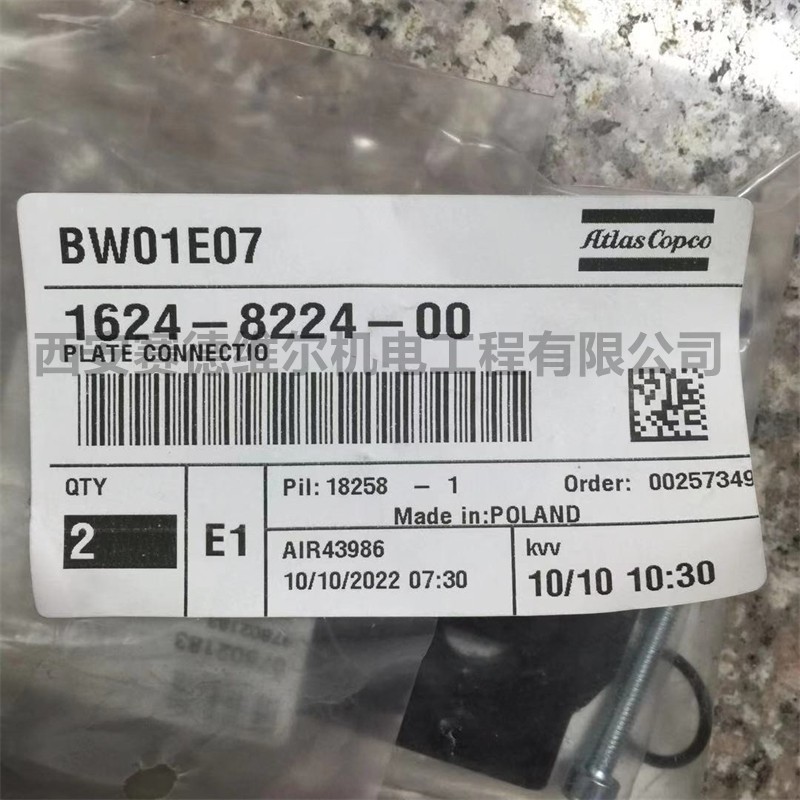 BW01E07
Atlas Copco
1624-8224-00
西安赛德维尔机电工程有限公司
PLATE CONNECTIO
QTY
2
E1
Pil: 18258 - 1
Order: 00257349
Made in:POLAND
AIR43986
10/10/2022 07:30
kvv
10/10 10:30